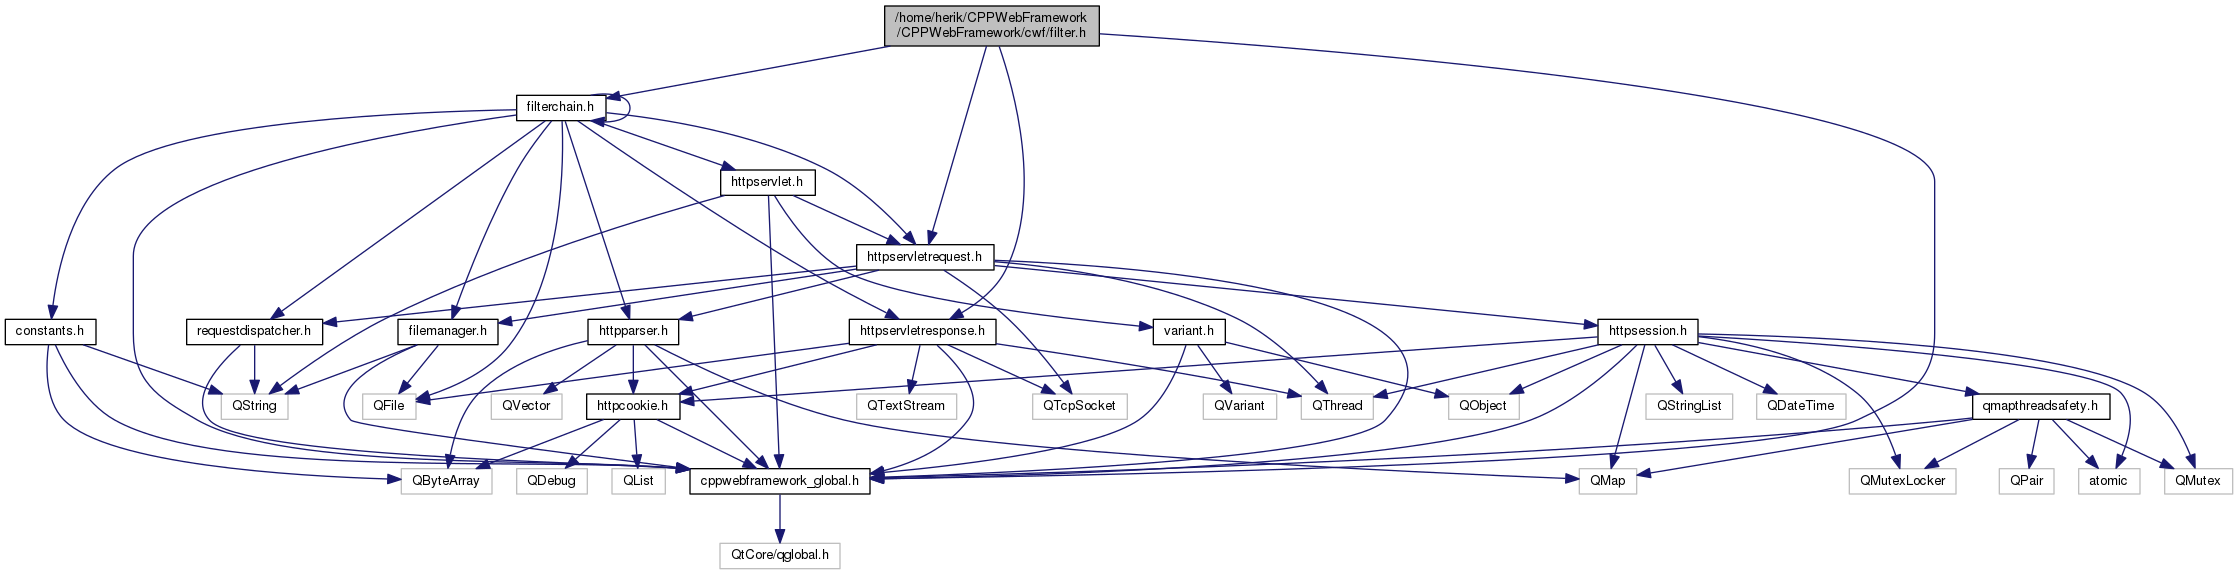 /home/herik/CPPWebFramework
/CPPWebFramework/cwf/filter.h
filterchain.h
httpservlet.h
httpservletrequest.h
constants.h
requestdispatcher.h
filemanager.h
httpparser.h
httpservletresponse.h
variant.h
httpsession.h
QString
QFile
QVector
httpcookie.h
QTextStream
QTcpSocket
QVariant
QThread
QObject
QStringList
QDateTime
qmapthreadsafety.h
QByteArray
QDebug
QList
cppwebframework_global.h
QMap
QMutexLocker
QPair
atomic
QMutex
QtCore/qglobal.h